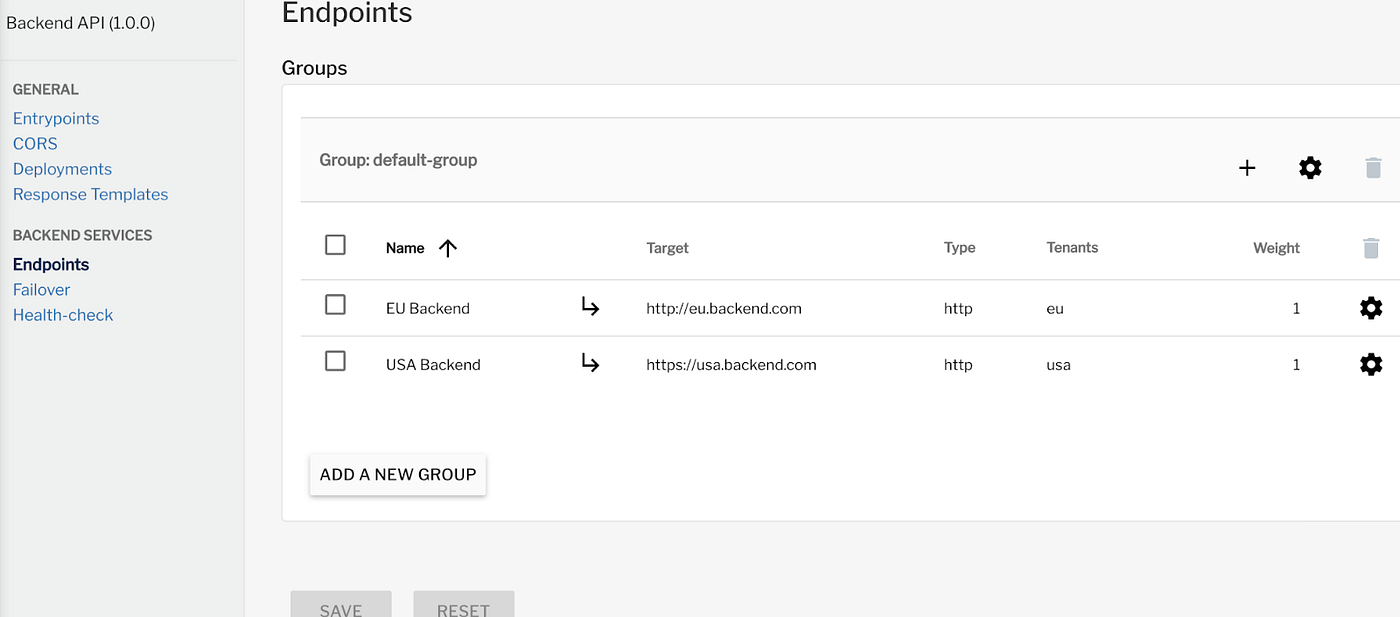 Backend API (1.0.0)
GENERAL
Entrypoints
CORS
Deployments
Response Templates
BACKEND SERVICES
Endpoints
Failover
Health-check
Endpoints
Groups
Group: default-group
Name Target Type Tenants Weight
EU Backend http://eu.backend.com http eu 1
USA Backend https://usa.backend.com http usa 1
ADD A NEW GROUP
SAVE RESET